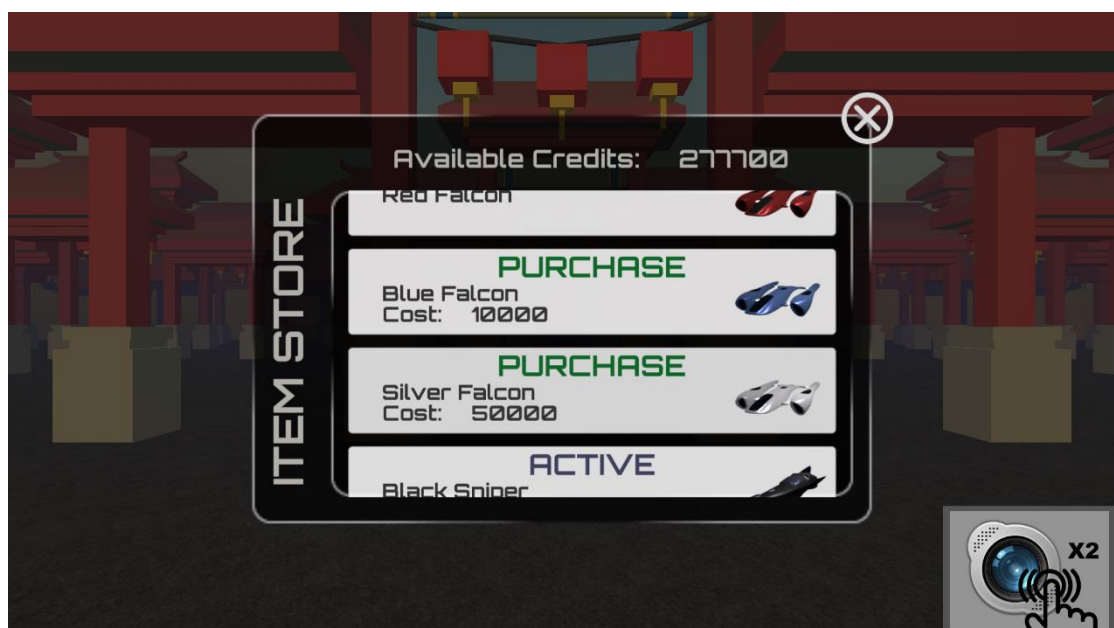 Available Credits: 277700
ITEM STORE
Red Falcon
PURCHASE
Blue Falcon
Cost: 10000
PURCHASE
Silver Falcon
Cost: 50000
ACTIVE
Black Sniper
X2